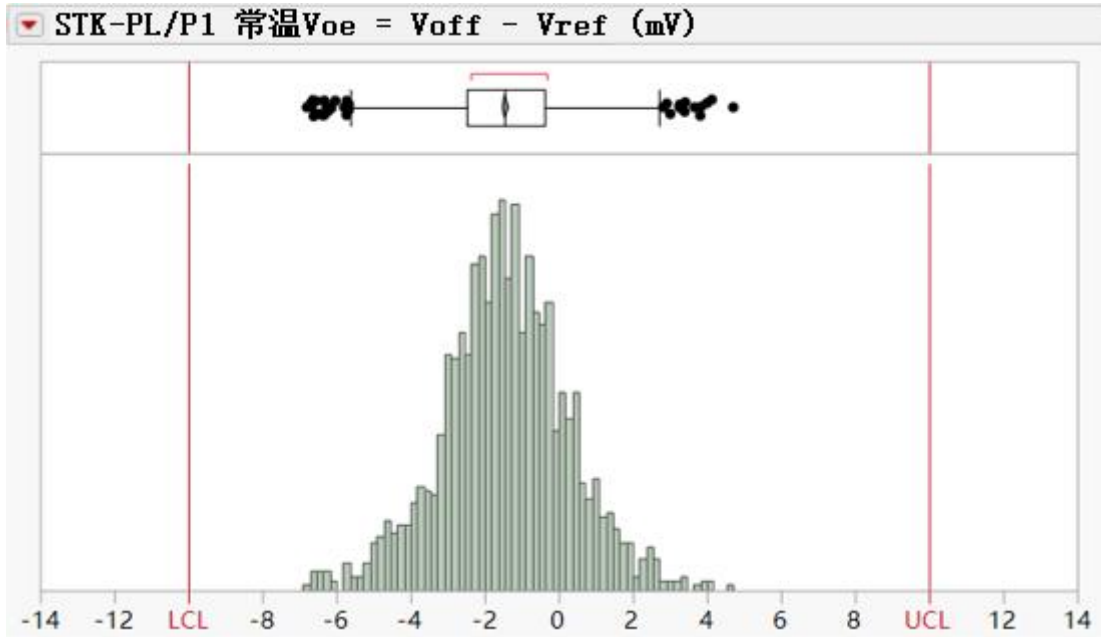 STK-PL/P1 常温Voe = Voff - Vref (mV)
-14 -12 LCL -8 -6 -4 -2 0 2 4 6 8 UCL 12 14